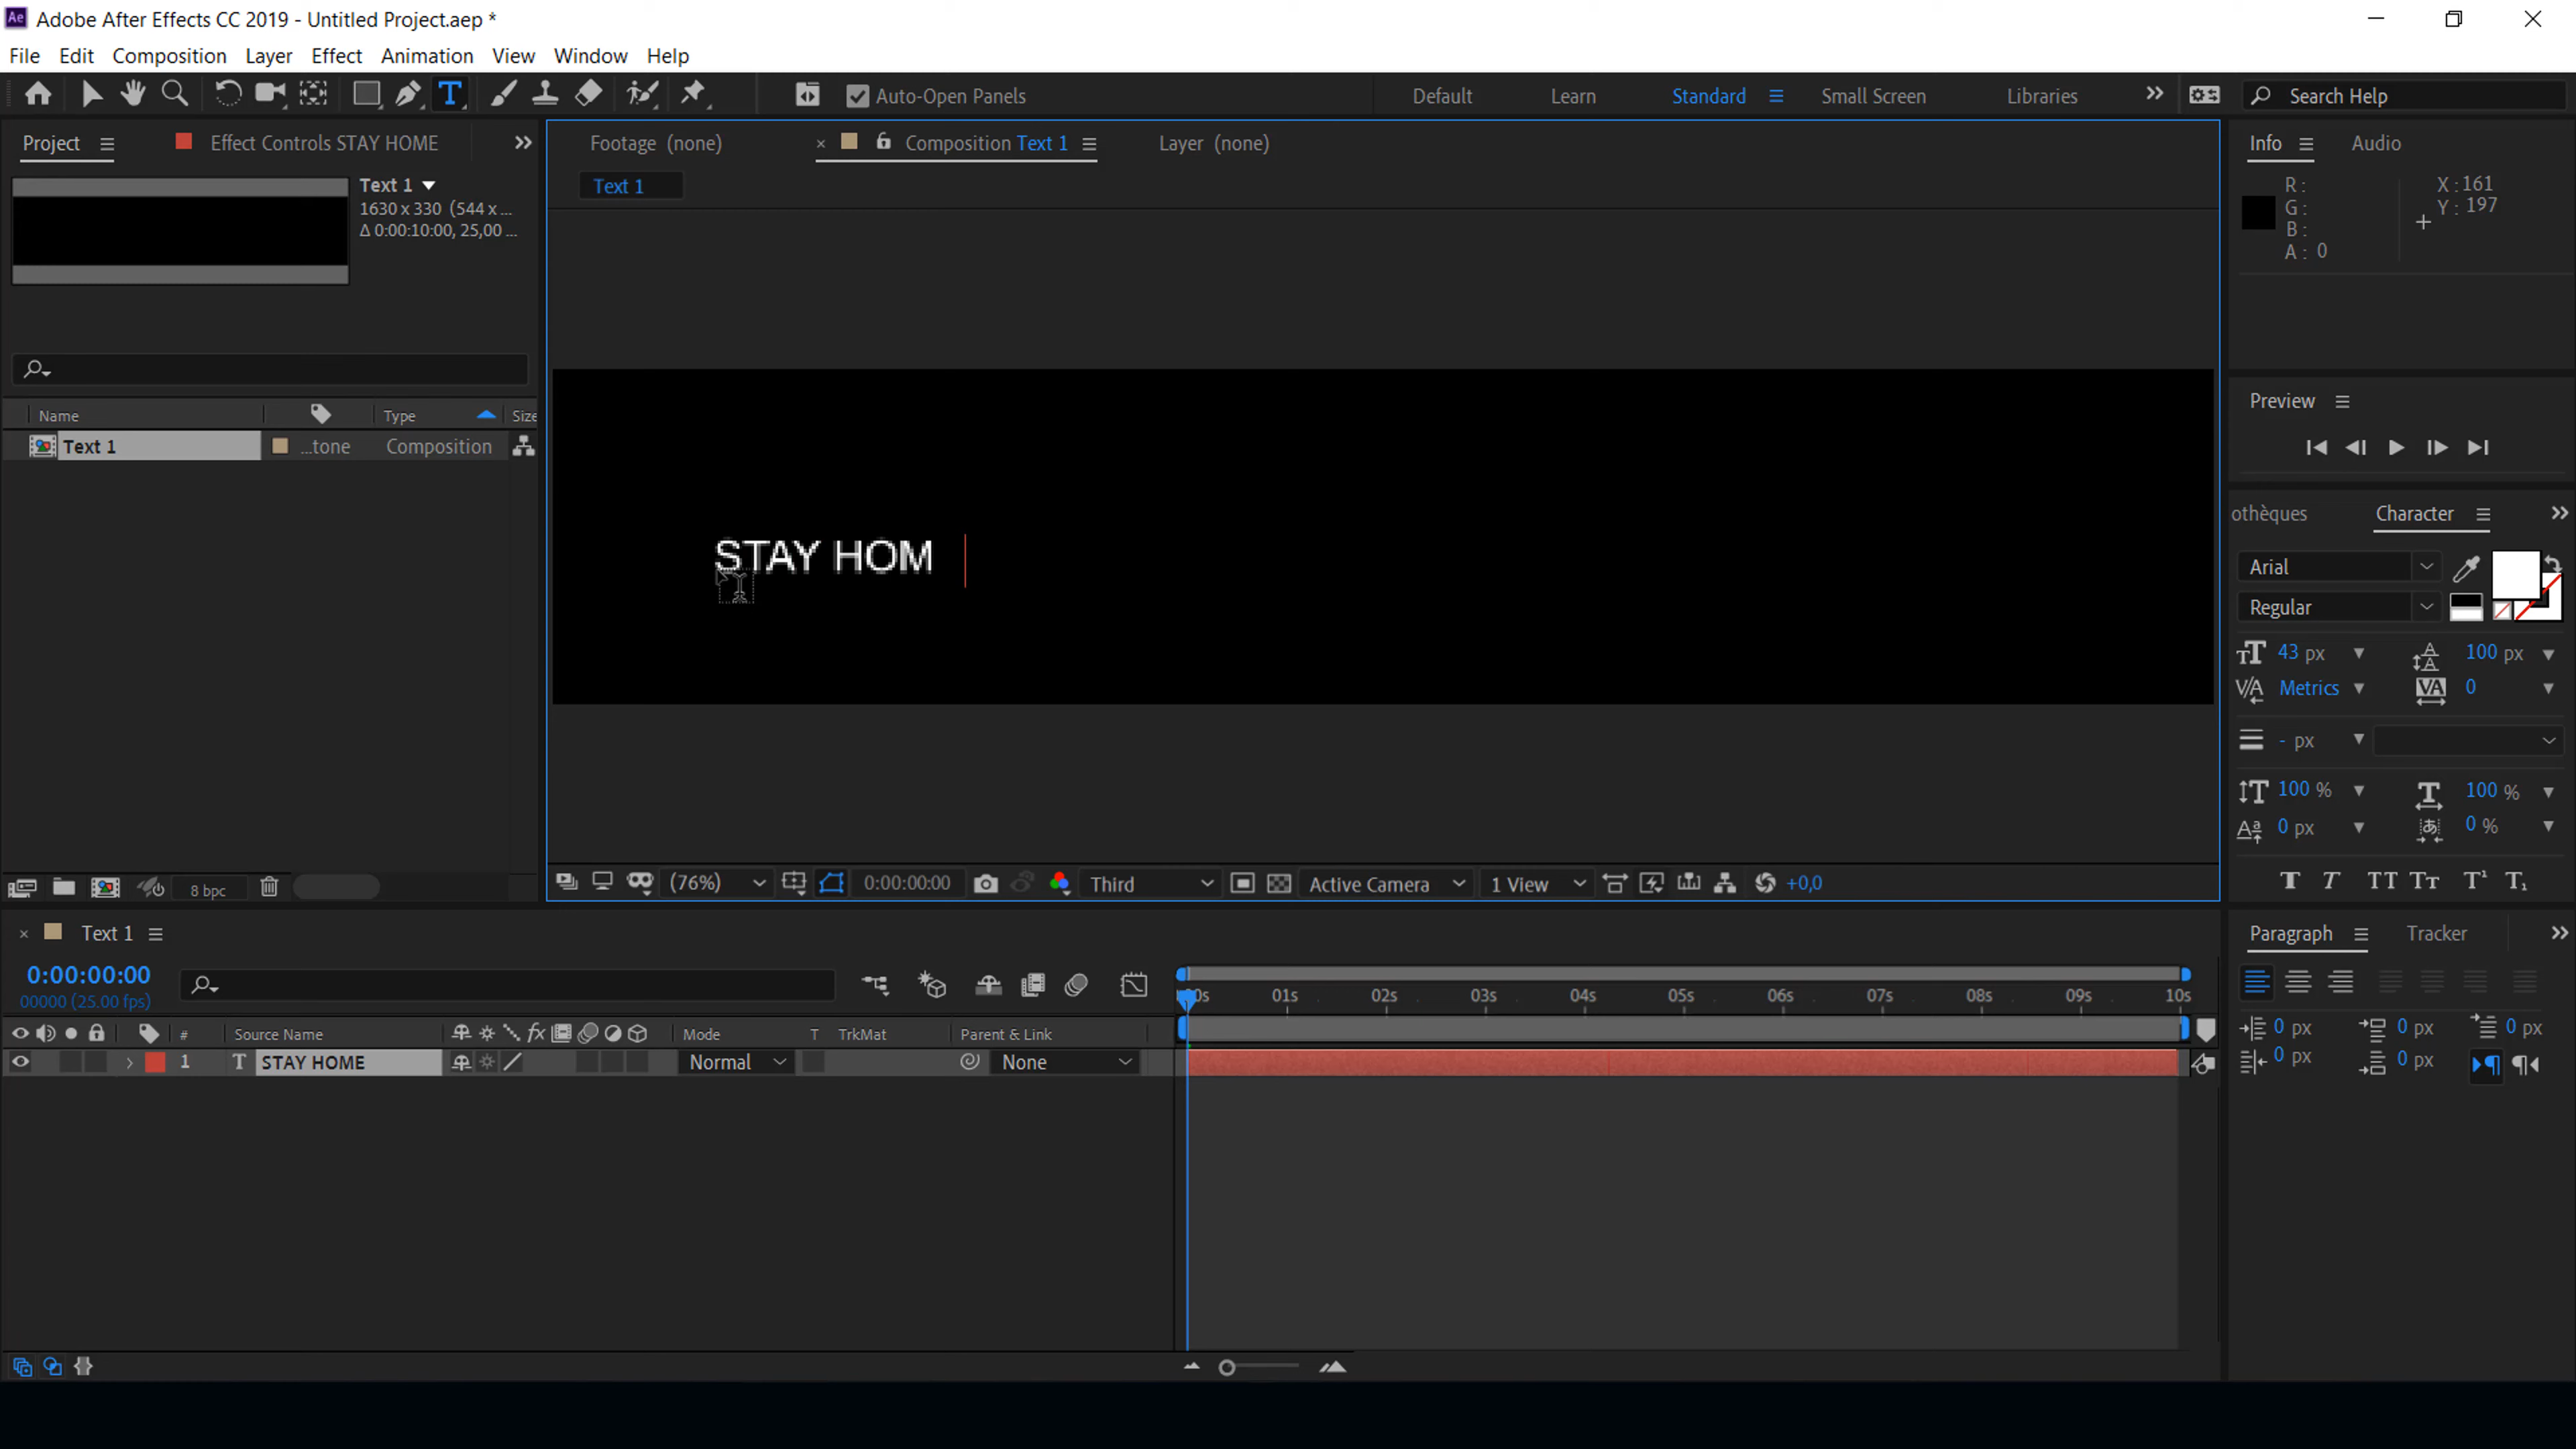 Ae Adobe After Effects CC 2019 - Untitled Project.aep *
File Edit Composition Layer Effect Animation View Window Help
Auto-Open Panels Default Learn Standard Small Screen Libraries Search Help
Project Effect Controls STAY HOME Footage (none) Composition Text 1 Layer (none) Info Audio
Text 1
1630 x 330 (544 x ...
Δ 0:00:10:00, 25,00 ...
Text 1
R :
G :
B :
A : 0
X : 161
Y : 197
Name Type Size
Text 1 ...tone Composition
STAY HOM
Preview
othèques Character
Arial
Regular
43 px 100 px
Metrics 0
- px
100 % 100 %
0 px 0 %
T T TT Tт T¹ T₁
8 bpc
(76%) 0:00:00:00 Third Active Camera 1 View +0,0
Text 1
0:00:00:00
00000 (25.00 fps)
00s 01s 02s 03s 04s 05s 06s 07s 08s 09s 10s
# Source Name fx Mode T TrkMat Parent & Link
1 T STAY HOME Normal None
Paragraph Tracker
0 px 0 px 0 px
0 px 0 px